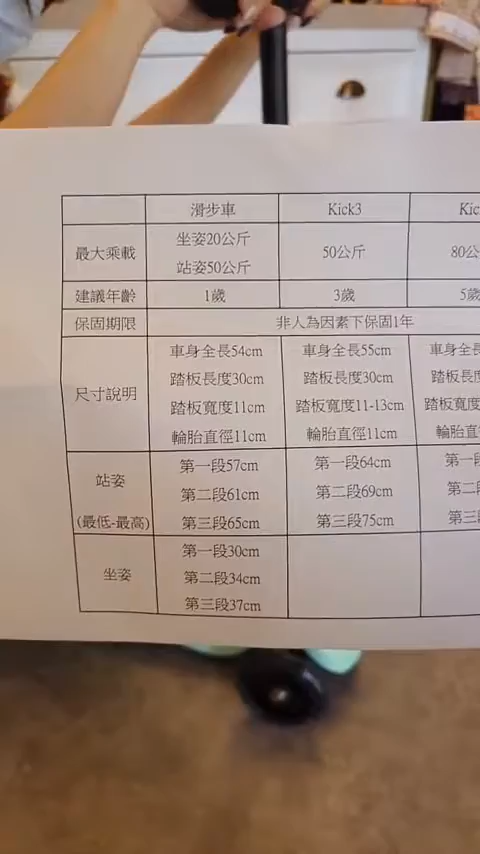 滑步車 Kick3 Kic
最大乘載 坐姿20公斤 站姿50公斤 50公斤 80公
建議年齡 1歲 3歲 5歲
保固期限 非人為因素下保固1年
尺寸說明
車身全長54cm 車身全長55cm 車身全長
踏板長度30cm 踏板長度30cm 踏板長
踏板寬度11cm 踏板寬度11-13cm 踏板寬度
輪胎直徑11cm 輪胎直徑11cm 輪胎直
站姿
(最低-最高)
第一段57cm 第一段64cm 第一段
第二段61cm 第二段69cm 第二
第三段65cm 第三段75cm 第三
坐姿
第一段30cm
第二段34cm
第三段37cm